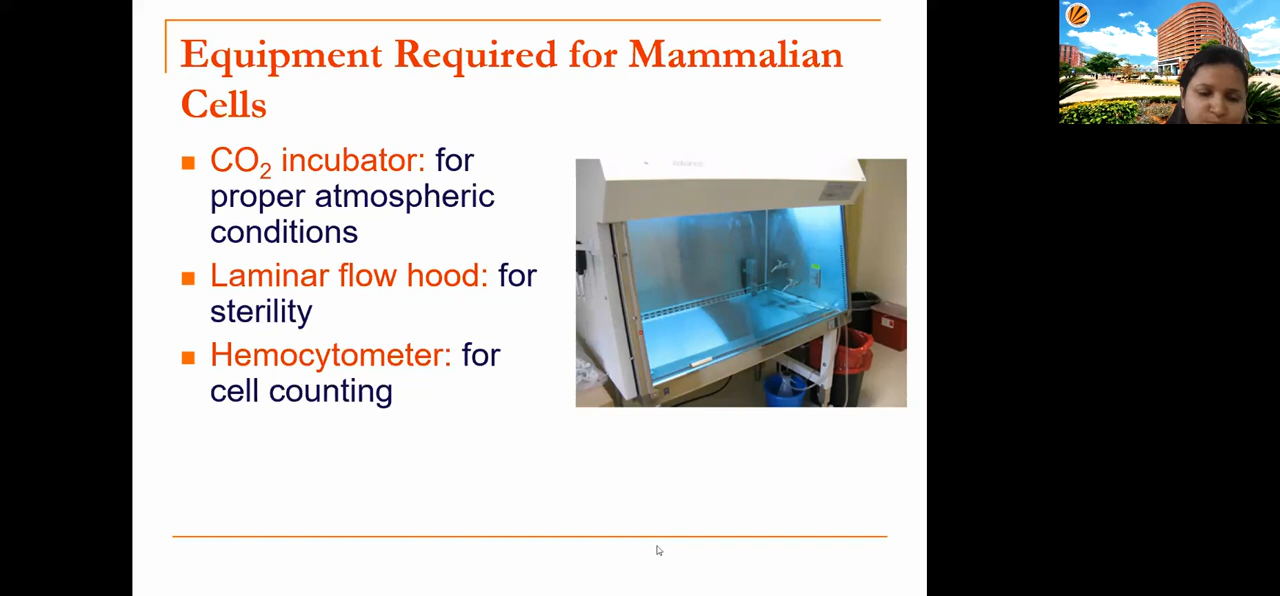 Equipment Required for Mammalian
Cells
CO₂ incubator: for
proper atmospheric
conditions
Laminar flow hood: for
sterility
Hemocytometer: for
cell counting